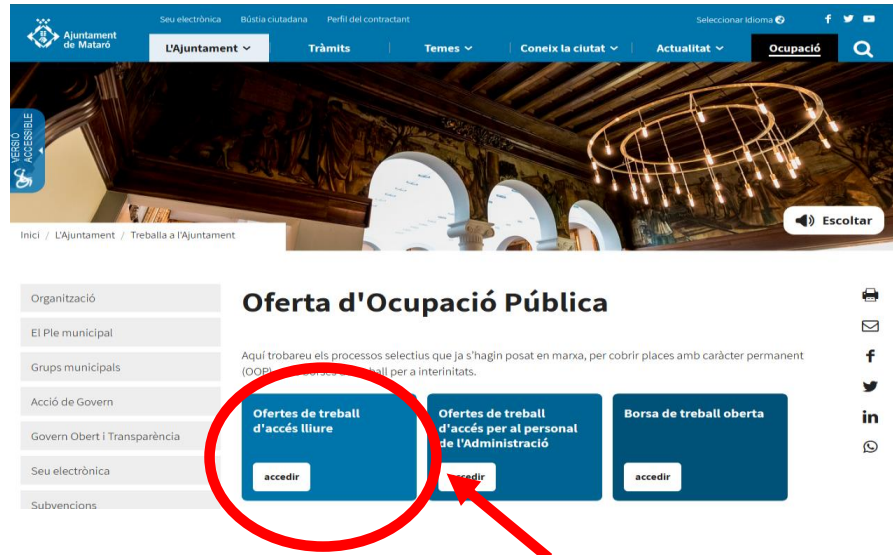 Seu electrònica Bústia ciutadana Perfil del contractant Seleccionar Idioma
Ajuntament
de Mataró
L'Ajuntament Tràmits Temes Coneix la ciutat Actualitat Ocupació
VERSIÓ
ACCESSIBLE
Escoltar
Inici / L'Ajuntament / Treballa a l'Ajuntament
Organització
El Ple municipal
Grups municipals
Acció de Govern
Govern Obert i Transparència
Seu electrònica
Subvencions
Oferta d'Ocupació Pública
Aquí trobareu els processos selectius que ja s'hagin posat en marxa, per cobrir places amb caràcter permanent
(OOP) per a interinitats.
Ofertes de treball
d'accés lliure
accedir
Ofertes de treball
d'accés per al personal
de l'Administració
accedir
Borsa de treball oberta
accedir